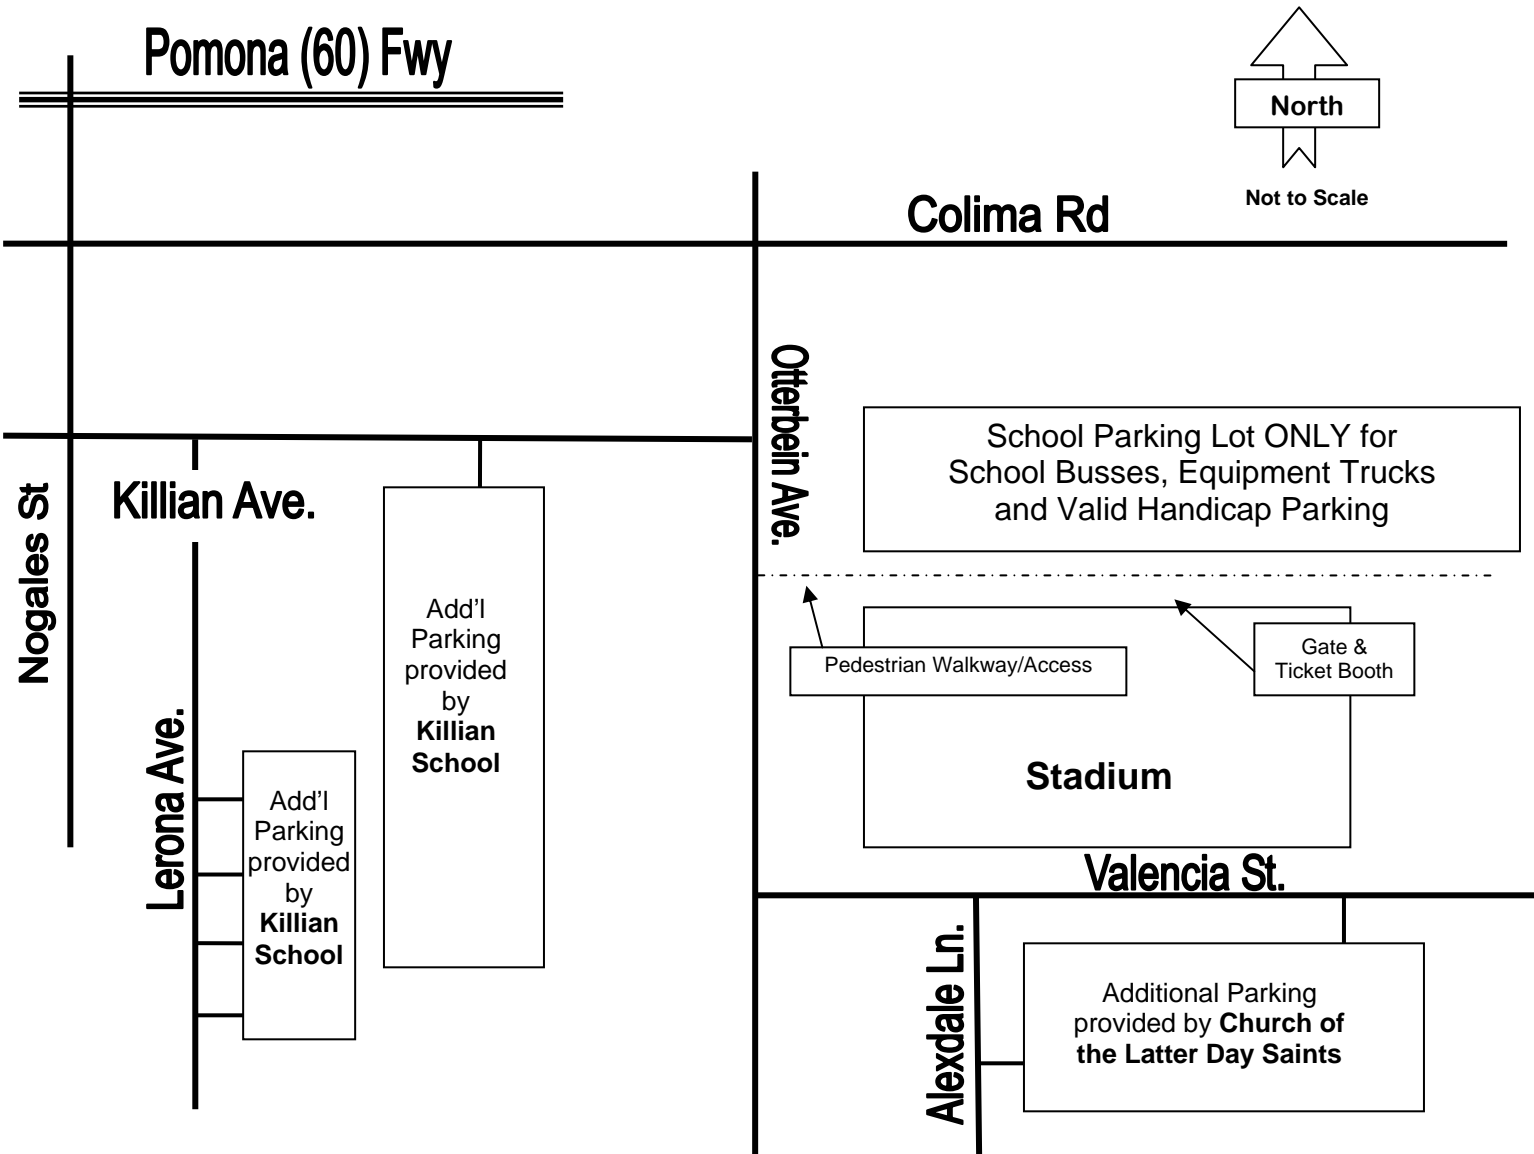 Pomona (60) Fwy
North
Not to Scale
Colima Rd
Otterbein Ave.
School Parking Lot ONLY for
School Busses, Equipment Trucks
and Valid Handicap Parking
Nogales St
Killian Ave.
Add'l
Parking
provided
by
Killian
School
Pedestrian Walkway/Access
Gate &
Ticket Booth
Stadium
Lerona Ave.
Add'l
Parking
provided
by
Killian
School
Valencia St.
Alexdale Ln.
Additional Parking
provided by Church of
the Latter Day Saints